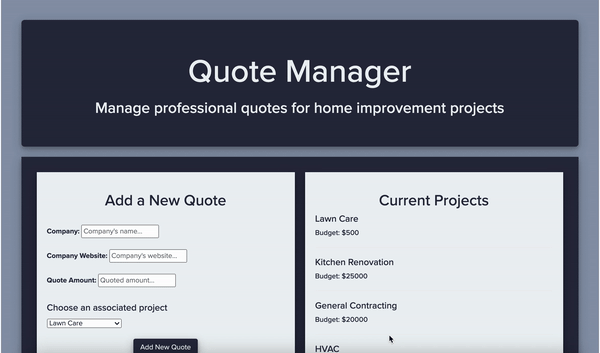 Quote Manager
Manage professional quotes for home improvement projects
Add a New Quote
Company: Company's name...
Company Website: Company's website...
Quote Amount: Quoted amount...
Choose an associated project
Lawn Care
Add New Quote
Current Projects
Lawn Care
Budget: $500
Kitchen Renovation
Budget: $25000
General Contracting
Budget: $20000
HVAC